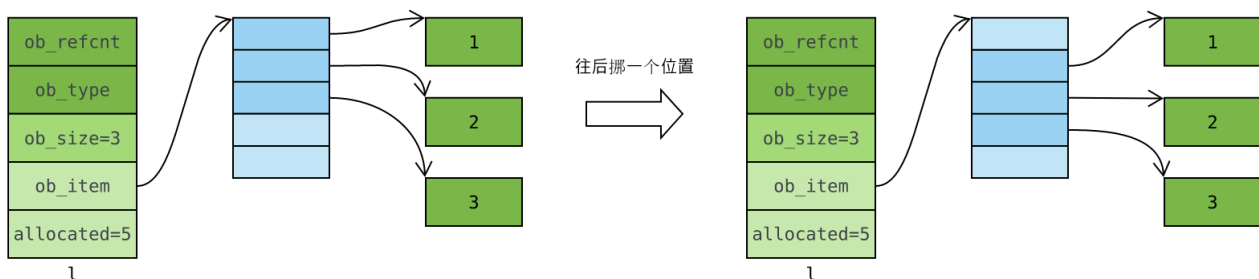 ob_refcnt
ob_type
ob_size=3
ob_item
allocated=5
l
1
2
3
往后挪一个位置
ob_refcnt
ob_type
ob_size=3
ob_item
allocated=5
l
1
2
3